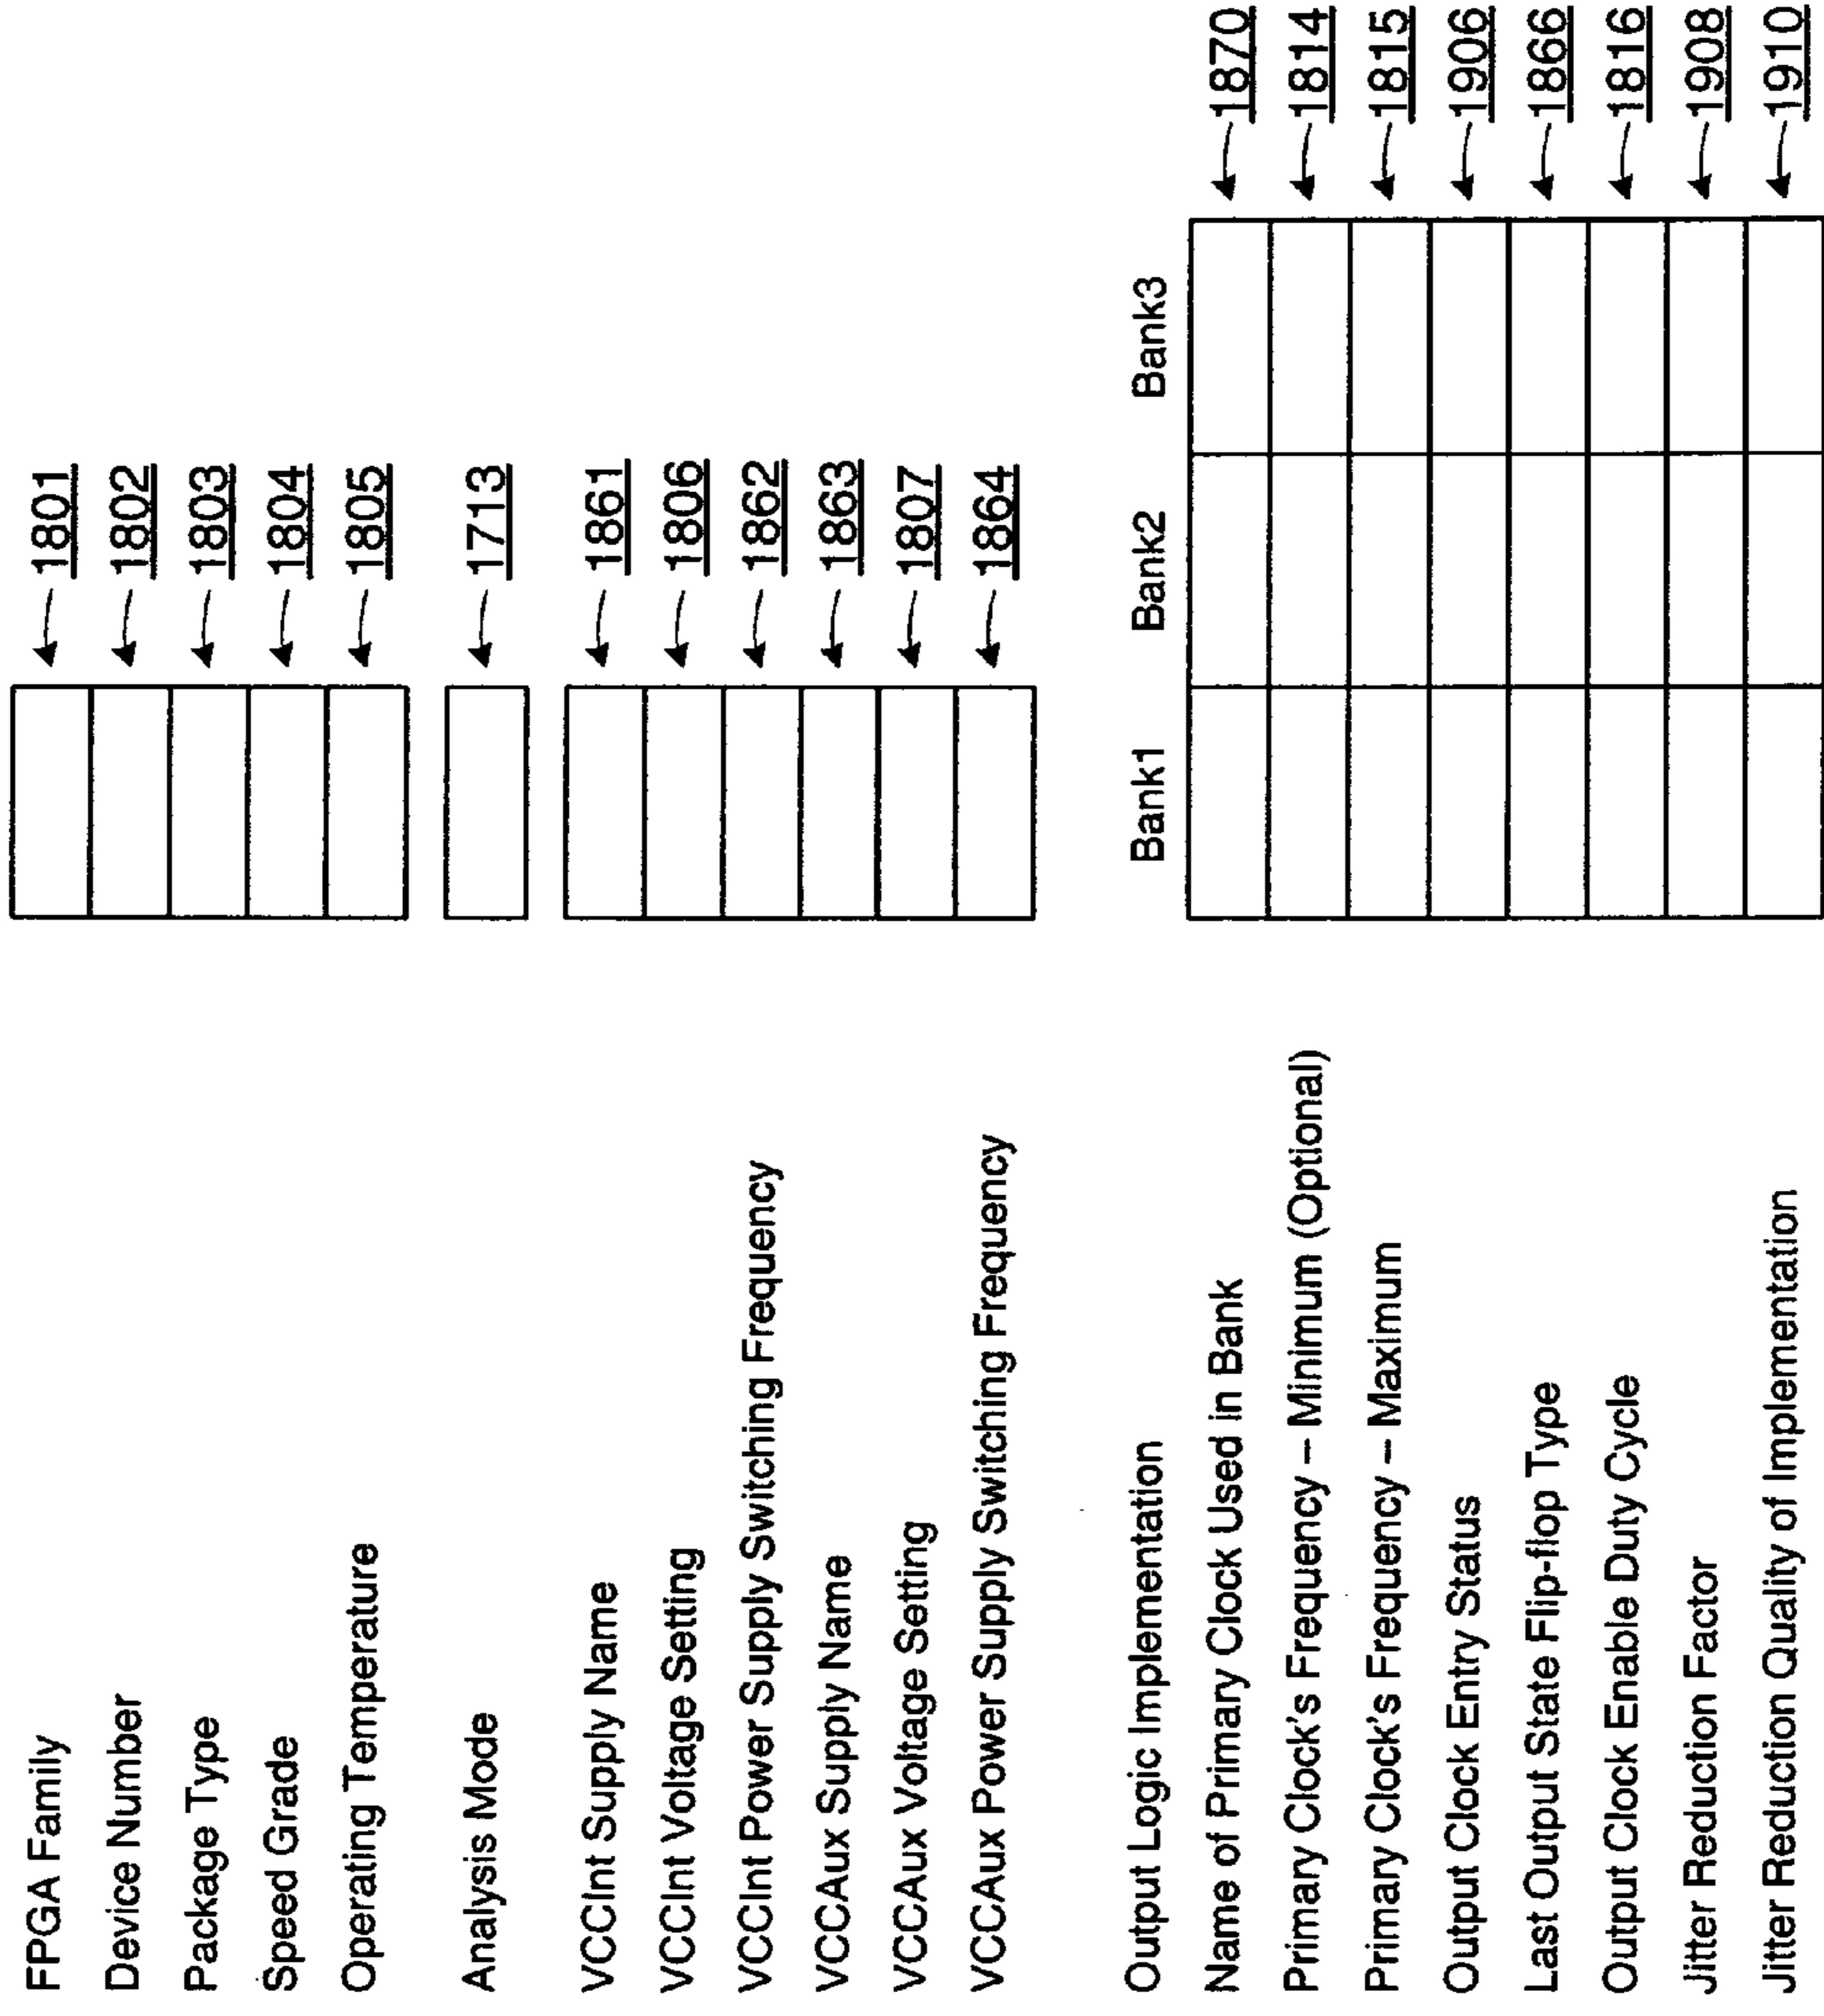 FPGA Family 1801
Device Number 1802
Package Type 1803
Speed Grade 1804
Operating Temperature 1805
Analysis Mode 1713
VCCInt Supply Name 1861
VCCInt Voltage Setting 1806
VCCInt Power Supply Switching Frequency 1862
VCCAux Supply Name 1863
VCCAux Voltage Setting 1807
VCCAux Power Supply Switching Frequency 1864
Output Logic Implementation Bank1 Bank2 Bank3
Name of Primary Clock Used in Bank 1870
Primary Clock's Frequency – Minimum (Optional) 1814
Primary Clock's Frequency – Maximum 1815
Output Clock Entry Status 1906
Last Output State Flip-flop Type 1866
Output Clock Enable Duty Cycle 1816
Jitter Reduction Factor 1908
Jitter Reduction Quality of Implementation 1910